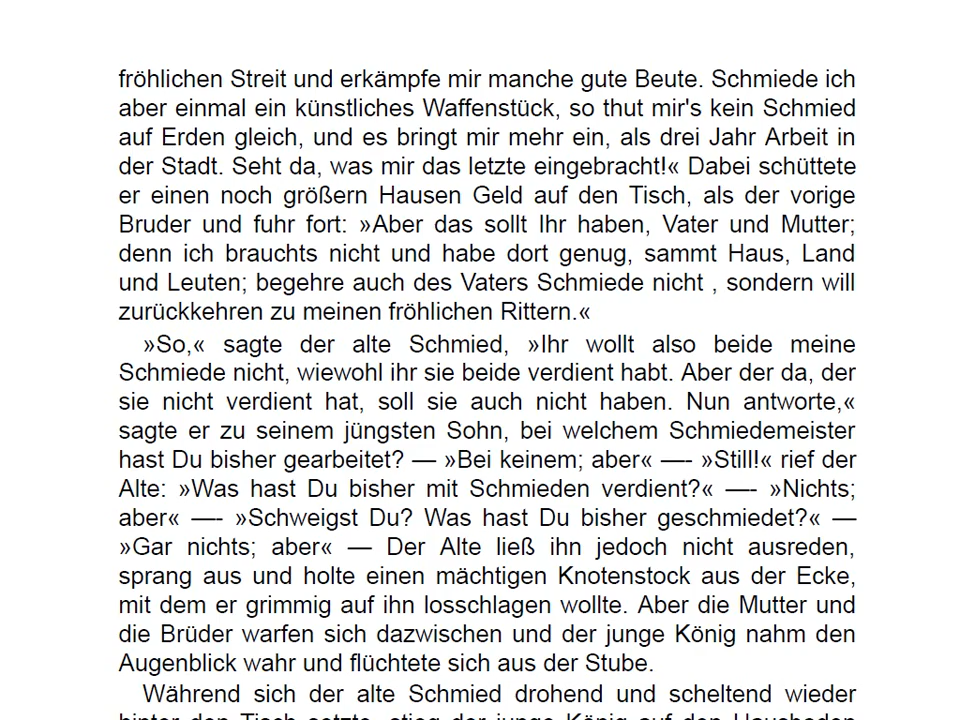 fröhlichen Streit und erkämpfe mir manche gute Beute. Schmiede ich
aber einmal ein künstliches Waffenstück, so thut mir's kein Schmied
auf Erden gleich, und es bringt mir mehr ein, als drei Jahr Arbeit in
der Stadt. Seht da, was mir das letzte eingebracht!« Dabei schüttete
er einen noch größern Hausen Geld auf den Tisch, als der vorige
Bruder und fuhr fort: »Aber das sollt Ihr haben, Vater und Mutter;
denn ich brauchts nicht und habe dort genug, sammt Haus, Land
und Leuten; begehre auch des Vaters Schmiede nicht , sondern will
zurückkehren zu meinen fröhlichen Rittern.«
»So,« sagte der alte Schmied, »Ihr wollt also beide meine
Schmiede nicht, wiewohl ihr sie beide verdient habt. Aber der da, der
sie nicht verdient hat, soll sie auch nicht haben. Nun antworte,«
sagte er zu seinem jüngsten Sohn, bei welchem Schmiedemeister
hast Du bisher gearbeitet? — »Bei keinem; aber« —- »Still!« rief der
Alte: »Was hast Du bisher mit Schmieden verdient?« —- »Nichts;
aber« —- »Schweigst Du? Was hast Du bisher geschmiedet?« —
»Gar nichts; aber« — Der Alte ließ ihn jedoch nicht ausreden,
sprang aus und holte einen mächtigen Knotenstock aus der Ecke,
mit dem er grimmig auf ihn losschlagen wollte. Aber die Mutter und
die Brüder warfen sich dazwischen und der junge König nahm den
Augenblick wahr und flüchtete sich aus der Stube.
Während sich der alte Schmied drohend und scheltend wieder
hinter den Tisch setzte, stieg der junge König auf den Hausboden